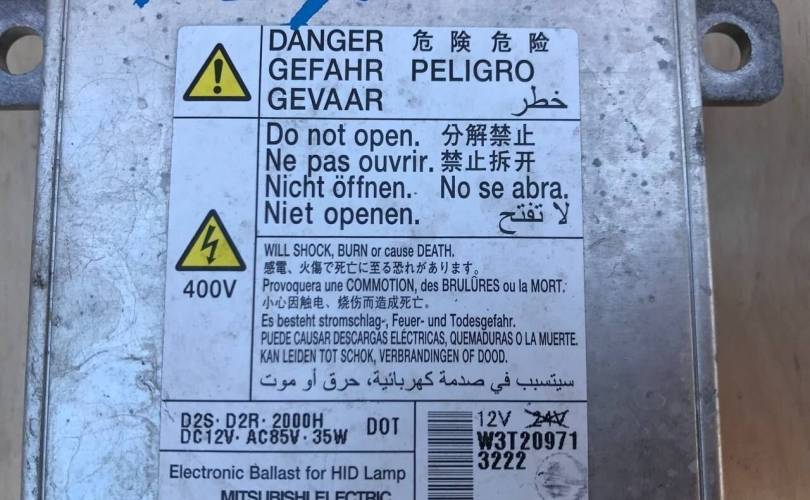 DANGER 危険 危险
GEFAHR PELIGRO
GEVAAR خطر
Do not open. 分解禁止
Ne pas ouvrir. 禁止拆开
Nicht öffnen. No se abra.
Niet openen. لا تفتح
400V
WILL SHOCK, BURN or cause DEATH.
感電、火傷で死亡に至る恐れがあります。
Provoquera une COMMOTION, des BRULÛRES ou la MORT.
小心因触电、烧伤而造成死亡。
Es besteht stromschlag-, Feuer- und Todesgefahr.
PUEDE CAUSAR DESCARGAS ELÉCTRICAS, QUEMADURAS O LA MUERTE.
KAN LEIDEN TOT SCHOK, VERBRANDINGEN OF DOOD.
سيتسبب في صدمة كهربائية، حرق أو موت
D2S・D2R・2000H
DC12V・AC85V・35W
DOT
12V 24V
W3T20971
3222
Electronic Ballast for HID Lamp
MITSUBISHI ELECTRIC